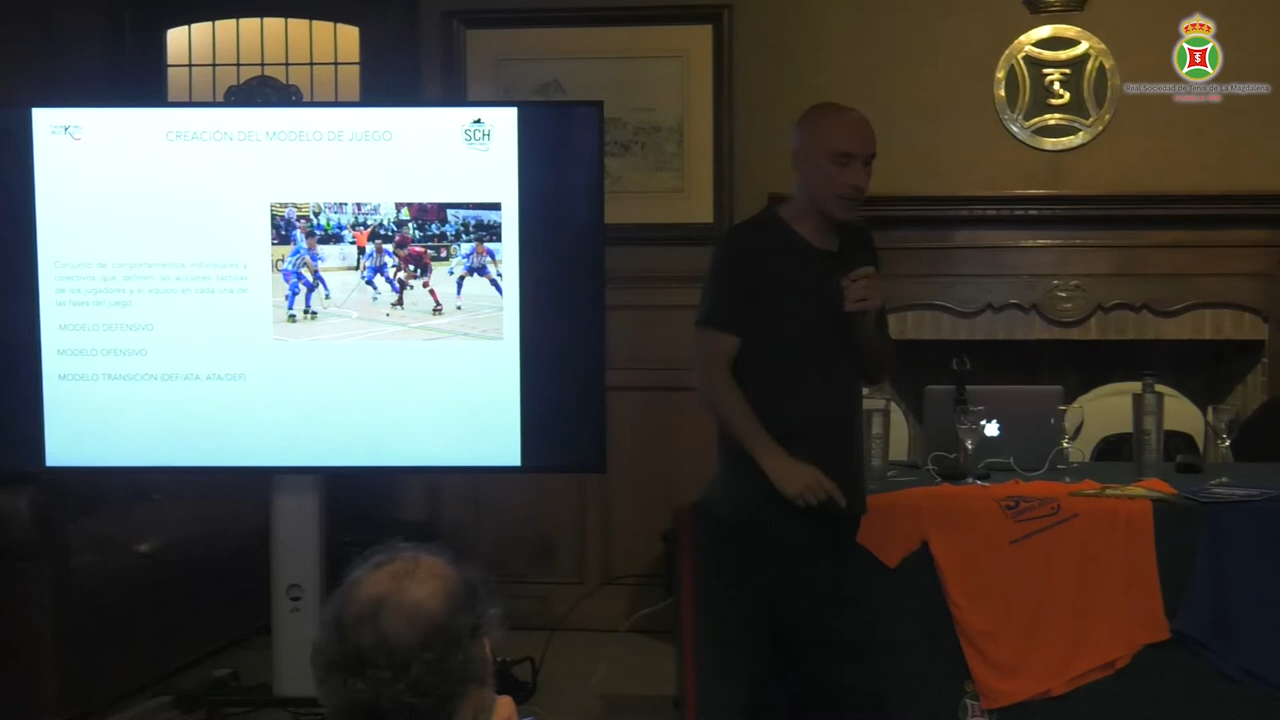 CREACIÓN DEL MODELO DE JUEGO
SCH
Conjunto de comportamientos individuales y
colectivos que definen las acciones tácticas
de los jugadores y el equipo en cada una de
las fases del juego.
MODELO DEFENSIVO
MODELO OFENSIVO
MODELO TRANSICIÓN (DEF/ATA, ATA/DEF)
Real Sociedad de Tenis de La Magdalena